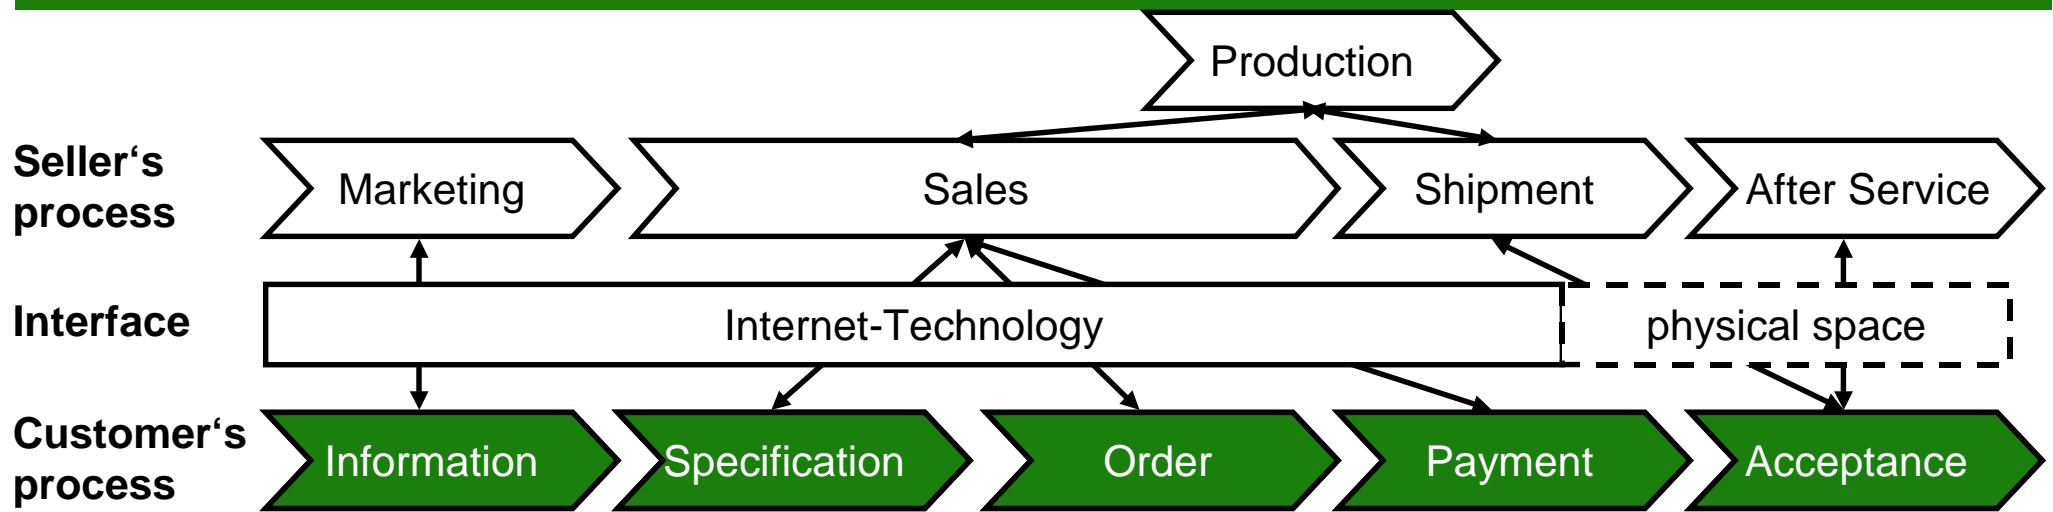 Production
Seller‘s
process
Marketing
Sales
Shipment
After Service
Interface
Internet-Technology
physical space
Customer‘s
process
Information
Specification
Order
Payment
Acceptance